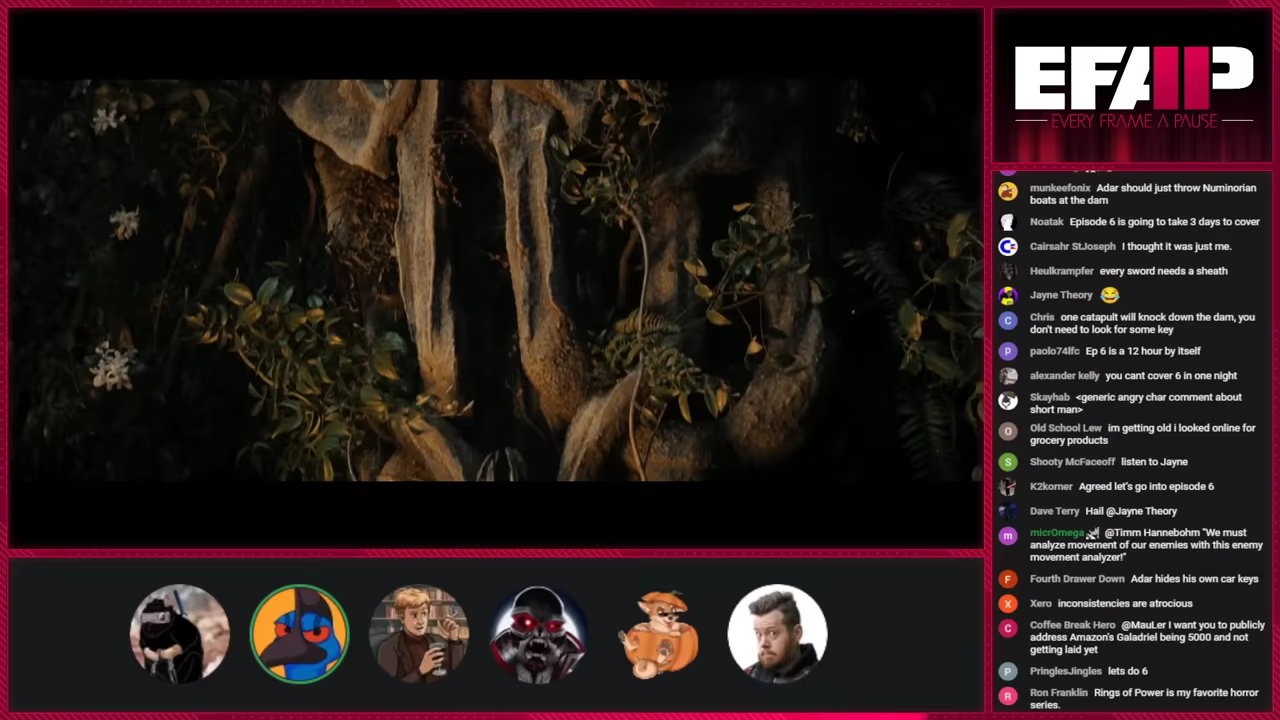 EFAP
EVERY FRAME A PAUSE
munkeefonix Adar should just throw Numinorian
boats at the dam
Noatak Episode 6 is going to take 3 days to cover
Cairsahr StJoseph I thought it was just me.
Heulkrampfer every sword needs a sheath
Jayne Theory 😂
C
Chris one catapult will knock down the dam, you
don't need to look for some key
p
paolo74lfc Ep 6 is a 12 hour by itself
alexander kelly you cant cover 6 in one night
Skayhab <generic angry char comment about
short man>
O
Old School Lew im getting old i looked online for
grocery products
S
Shooty McFaceoff listen to Jayne
K2korner Agreed let's go into episode 6
Dave Terry Hail @Jayne Theory
m
micr0mega @Timm Hannebohm "We must
analyze movement of our enemies with this enemy
movement analyzer!"
F
Fourth Drawer Down Adar hides his own car keys
X
Xero inconsistencies are atrocious
C
Coffee Break Hero @MauLer I want you to publicly
address Amazon's Galadriel being 5000 and not
getting laid yet
P
PringlesJingles lets do 6
R
Ron Franklin Rings of Power is my favorite horror
series.